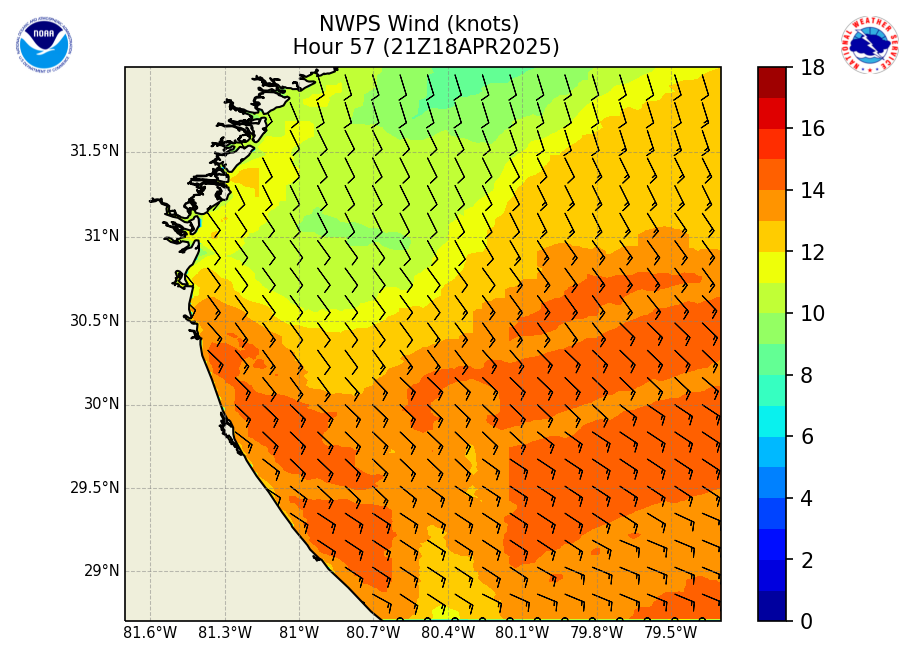 NWPS Wind (knots)
Hour 57 (21Z18APR2025)
NOAA
NATIONAL WEATHER SERVICE
18
16
14
12
10
8
6
4
2
0
31.5°N
31°N
30.5°N
30°N
29.5°N
29°N
81.6°W 81.3°W 81°W 80.7°W 80.4°W 80.1°W 79.8°W 79.5°W